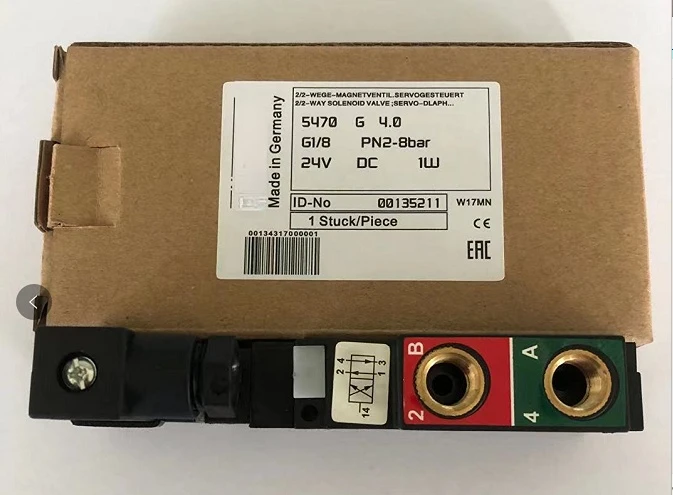 2/2-WEGE-MAGNETVENTIL.SERVOGESTEUERT
2/2-WAY SOLENOID VALVE ;SERVO-DLAPH...
5470 G 4.0
G1/8 PN2-8bar
24V DC 1W
Made in Germany
ID-No 00135211
W17MN
1 Stuck/Piece
CE
00134317000001
EAC
2 4
1 3
14
B
2
A
4